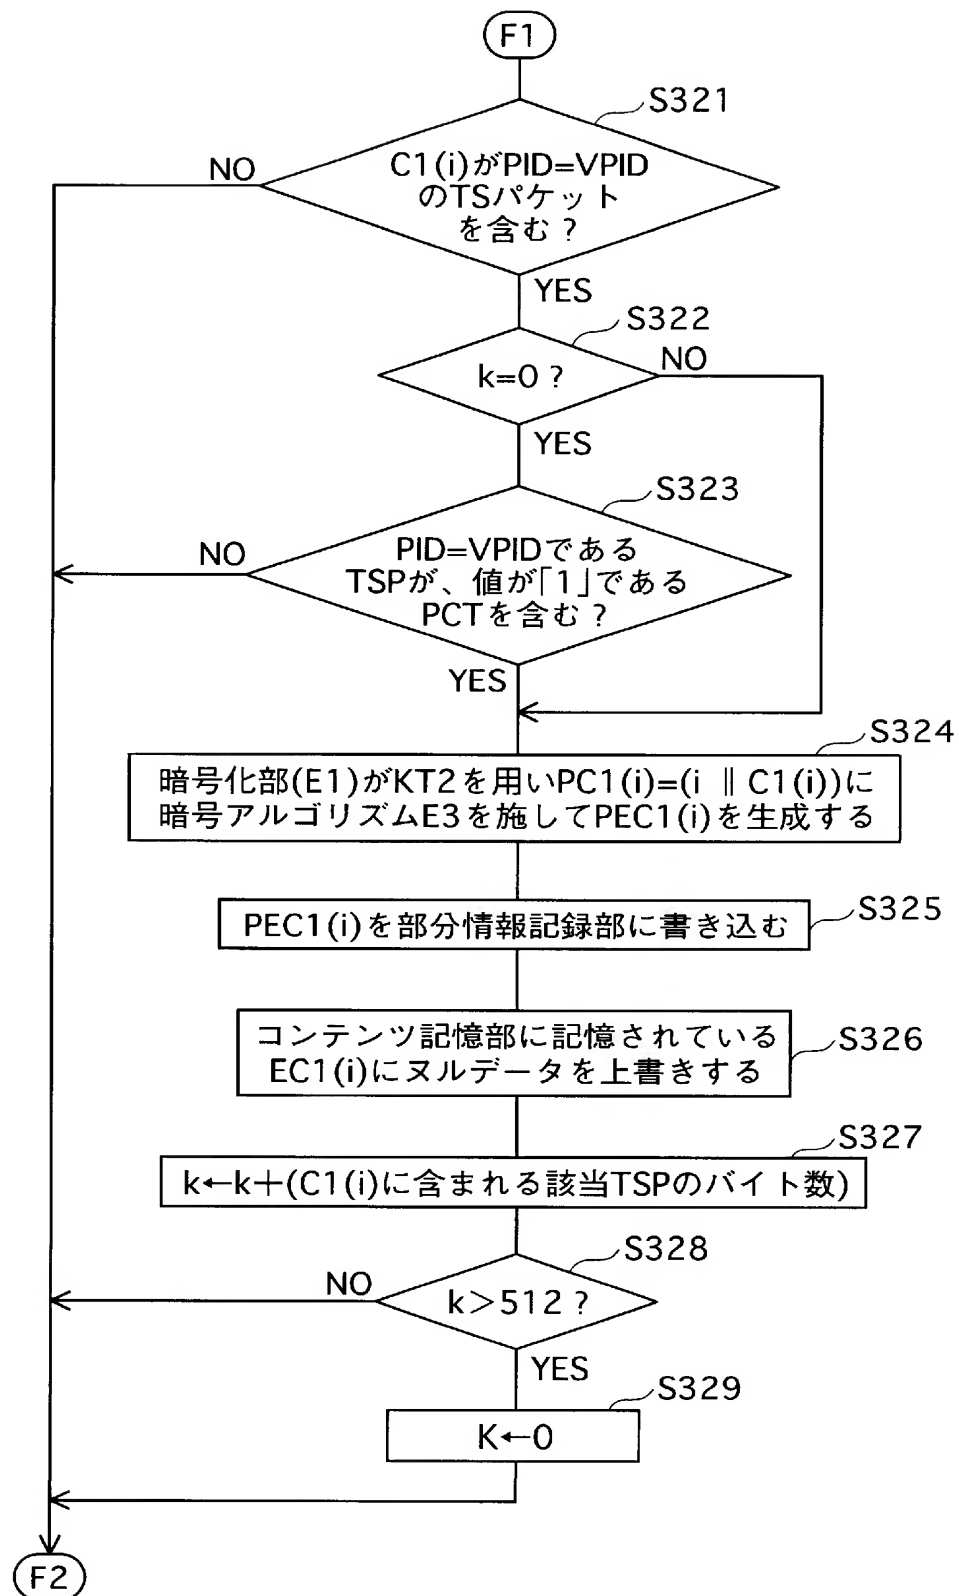 F1
S321
C1(i)がPID=VPID
のTSパケット
を含む？
NO
YES
S322
k=0？
NO
YES
S323
PID=VPIDである
TSPが、値が「1」である
PCTを含む？
NO
YES
S324
暗号化部(E1)がKT2を用いPC1(i)=(i ‖ C1(i))に
暗号アルゴリズムE3を施してPEC1(i)を生成する
S325
PEC1(i)を部分情報記録部に書き込む
S326
コンテンツ記憶部に記憶されている
EC1(i)にヌルデータを上書きする
S327
k←k＋(C1(i)に含まれる該当TSPのバイト数)
S328
k＞512？
NO
YES
S329
K←0
F2